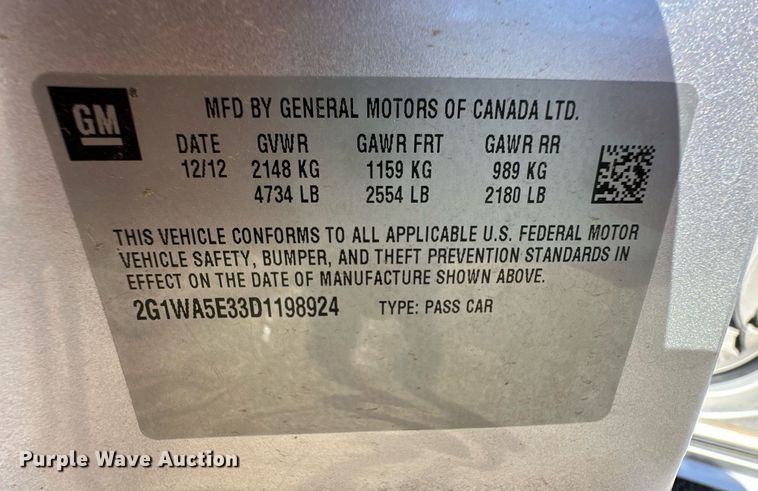 GM
MFD BY GENERAL MOTORS OF CANADA LTD.
DATE GVWR GAWR FRT GAWR RR
12/12 2148 KG 1159 KG 989 KG
4734 LB 2554 LB 2180 LB
THIS VEHICLE CONFORMS TO ALL APPLICABLE U.S. FEDERAL MOTOR
VEHICLE SAFETY, BUMPER, AND THEFT PREVENTION STANDARDS IN
EFFECT ON THE DATE OF MANUFACTURE SHOWN ABOVE.
2G1WA5E33D1198924 TYPE: PASS CAR
Purple Wave Auction